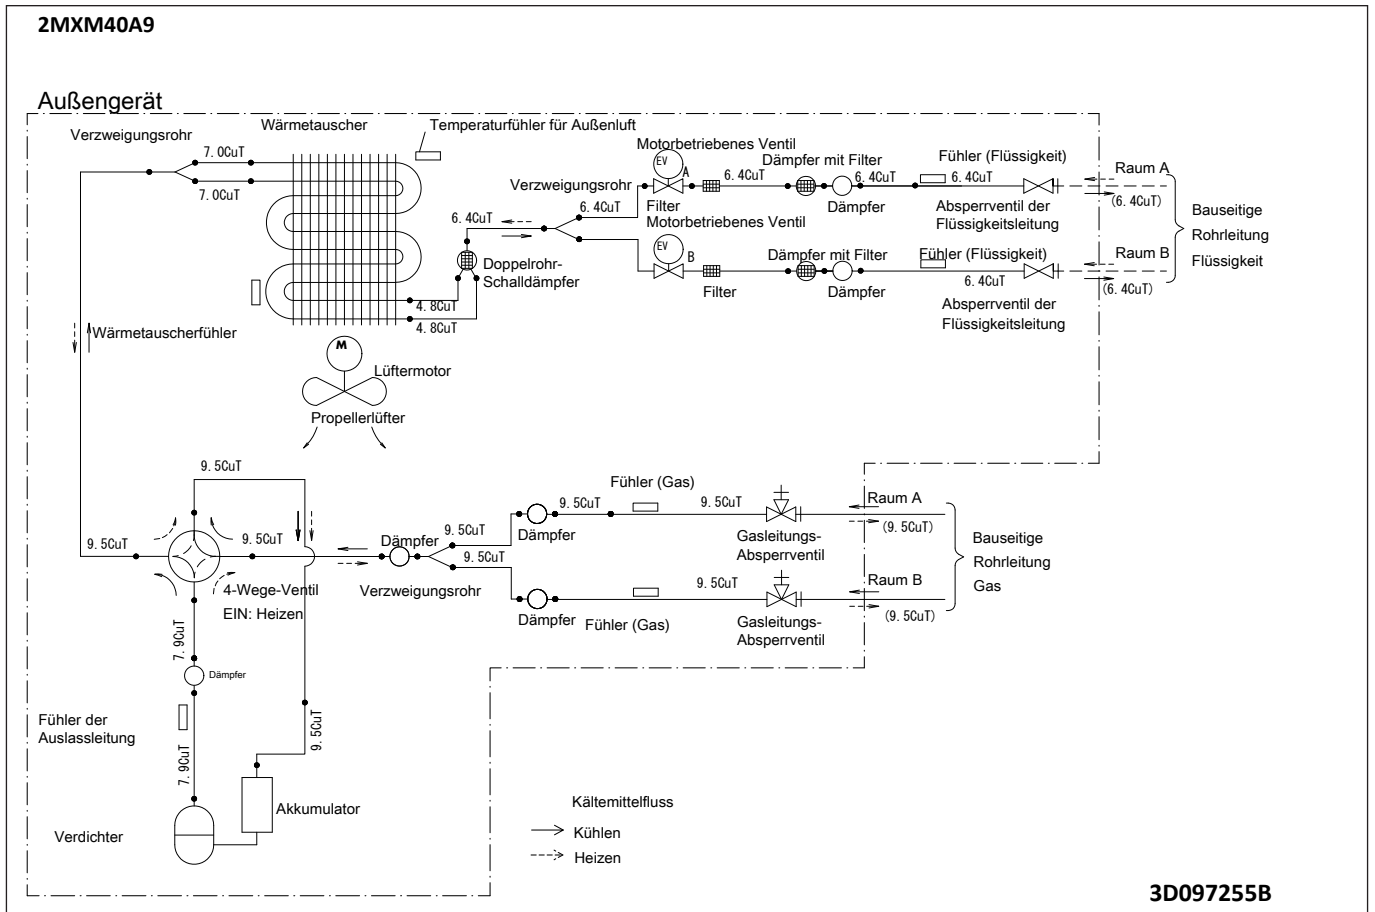 2MXM40A9
Außengerät
Verzweigungsrohr
Wärmetauscher
Temperaturfühler für Außenluft
7.0CuT
7.0CuT
Motorbetriebenes Ventil
Dämpfer mit Filter
Fühler (Flüssigkeit)
EV
A
6.4CuT
6.4CuT
6.4CuT
Raum A
(6.4CuT)
Verzweigungsrohr
6.4CuT
6.4CuT
Filter
Dämpfer
Absperrventil der
Flüssigkeitsleitung
Bauseitige
Rohrleitung
Flüssigkeit
Motorbetriebenes Ventil
Dämpfer mit Filter
Fühler (Flüssigkeit)
EV
B
6.4CuT
Raum B
(6.4CuT)
Doppelrohr-
Schalldämpfer
Filter
Dämpfer
Absperrventil der
Flüssigkeitsleitung
4.8CuT
4.8CuT
Wärmetauscherfühler
M
Lüftermotor
Propellerlüfter
9.5CuT
Fühler (Gas)
9.5CuT
9.5CuT
Raum A
(9.5CuT)
Dämpfer
Gasleitungs-
Absperrventil
9.5CuT
9.5CuT
Dämpfer
9.5CuT
9.5CuT
Bauseitige
Rohrleitung
Gas
4-Wege-Ventil
EIN: Heizen
Verzweigungsrohr
9.5CuT
Raum B
(9.5CuT)
Dämpfer
Fühler (Gas)
Gasleitungs-
Absperrventil
7.9CuT
Dämpfer
Fühler der
Auslassleitung
7.9CuT
9.5CuT
Akkumulator
Verdichter
Kältemittelfluss
Kühlen
Heizen
3D097255B